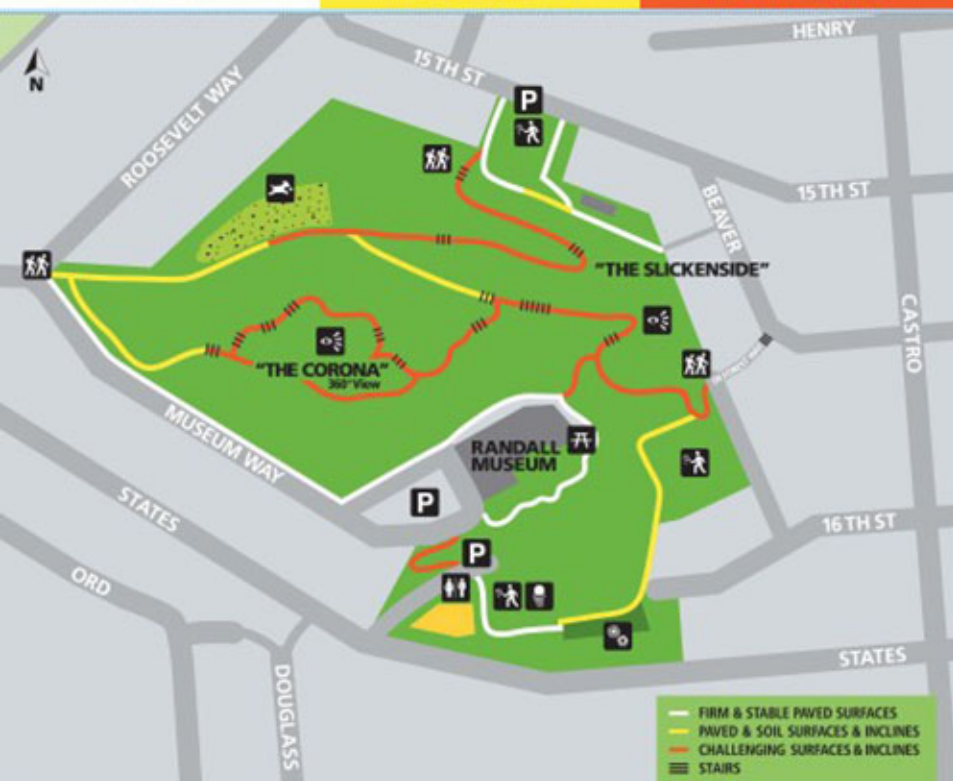 HENRY
15TH ST
P
N
ROOSEVELT WAY
15TH ST
BEAVER
"THE SLICKENSIDE"
CASTRO
"THE CORONA"
360° View
MUSEUM WAY
RANDALL
MUSEUM
P
STATES
16TH ST
P
ORD
STATES
DOUGLASS
FIRM & STABLE PAVED SURFACES
PAVED & SOIL SURFACES & INCLINES
CHALLENGING SURFACES & INCLINES
STAIRS